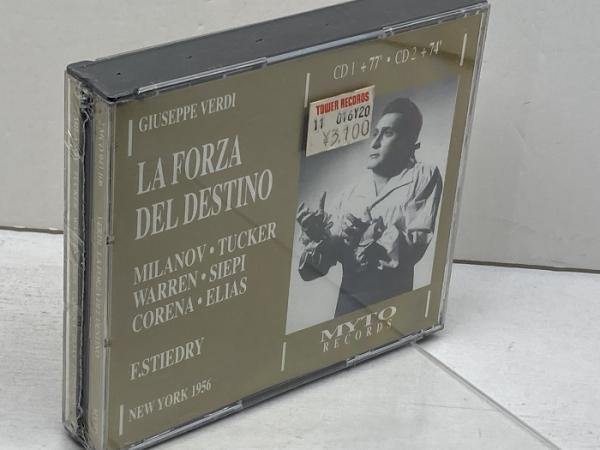 GIUSEPPE VERDI
CD 1 + 77' • CD 2 + 74'
TOWER RECORDS
¥3,100
LA FORZA
DEL DESTINO
MILANOV • TUCKER
WARREN • SIEPI
CORENA • ELIAS
F.STIEDRY
NEW YORK 1956
MYTO
RECORDS